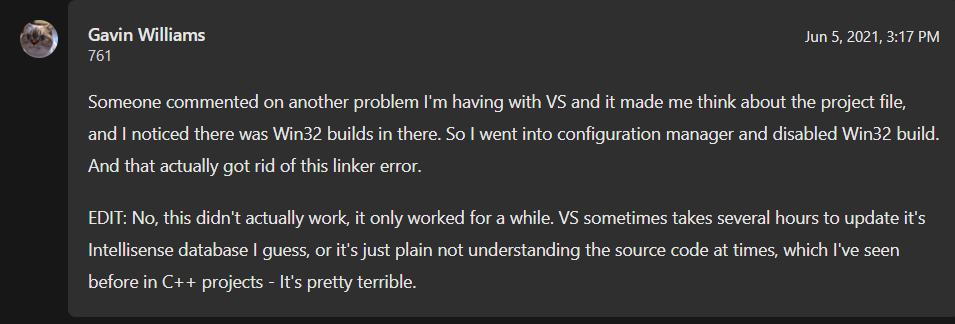 Gavin Williams
Jun 5, 2021, 3:17 PM
761
Someone commented on another problem I'm having with VS and it made me think about the project file,
and I noticed there was Win32 builds in there. So I went into configuration manager and disabled Win32 build.
And that actually got rid of this linker error.
EDIT: No, this didn't actually work, it only worked for a while. VS sometimes takes several hours to update it's
Intellisense database I guess, or it's just plain not understanding the source code at times, which I've seen
before in C++ projects - It's pretty terrible.